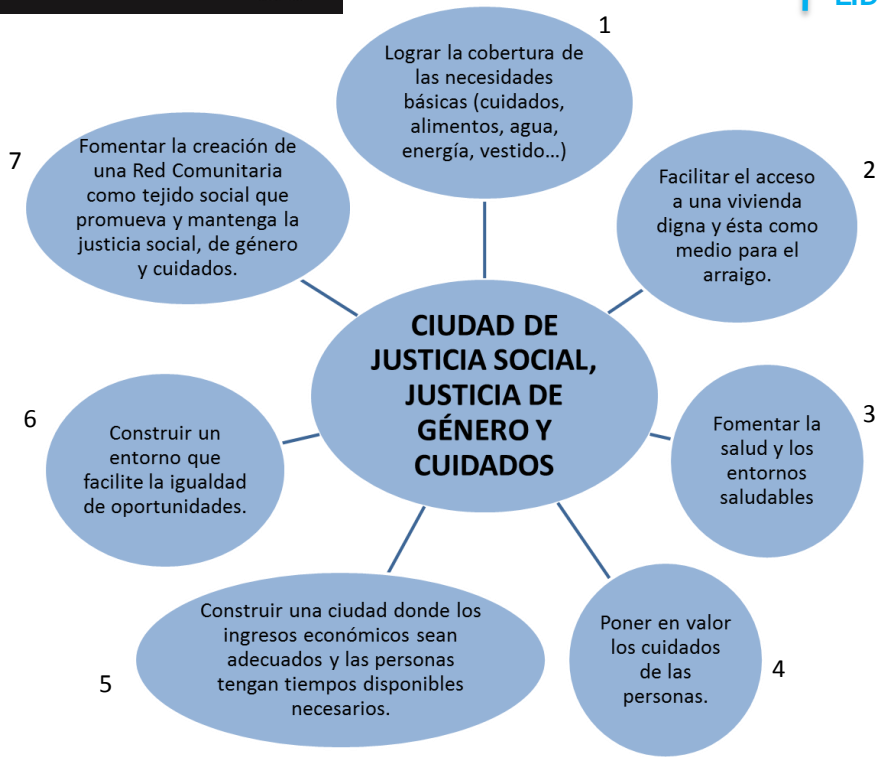 1
Lograr la cobertura de
las necesidades
básicas (cuidados,
alimentos, agua,
energía, vestido...)
2
Facilitar el acceso
a una vivienda
digna y ésta como
medio para el
arraigo.
3
Fomentar la
salud y los
entornos
saludables
4
Poner en valor
los cuidados
de las
personas.
5
Construir una ciudad donde los
ingresos económicos sean
adecuados y las personas
tengan tiempos disponibles
necesarios.
6
Construir un
entorno que
facilite la igualdad
de oportunidades.
7
Fomentar la creación de
una Red Comunitaria
como tejido social que
promueva y mantenga la
justicia social, de género
y cuidados.
CIUDAD DE
JUSTICIA SOCIAL,
JUSTICIA DE
GÉNERO Y
CUIDADOS